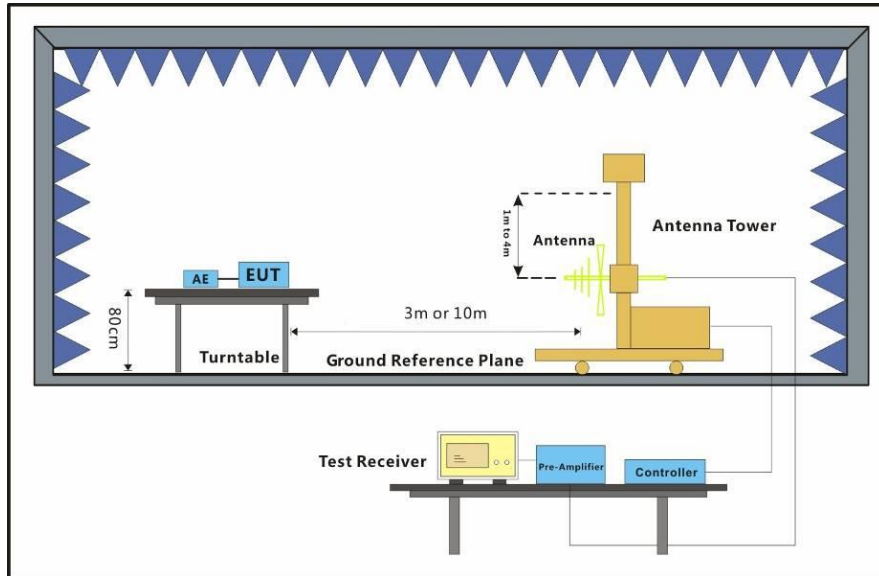 1m to 4m
Antenna
Antenna Tower
AE
EUT
80cm
3m or 10m
Turntable
Ground Reference Plane
Test Receiver
Pre-Amplifier
Controller